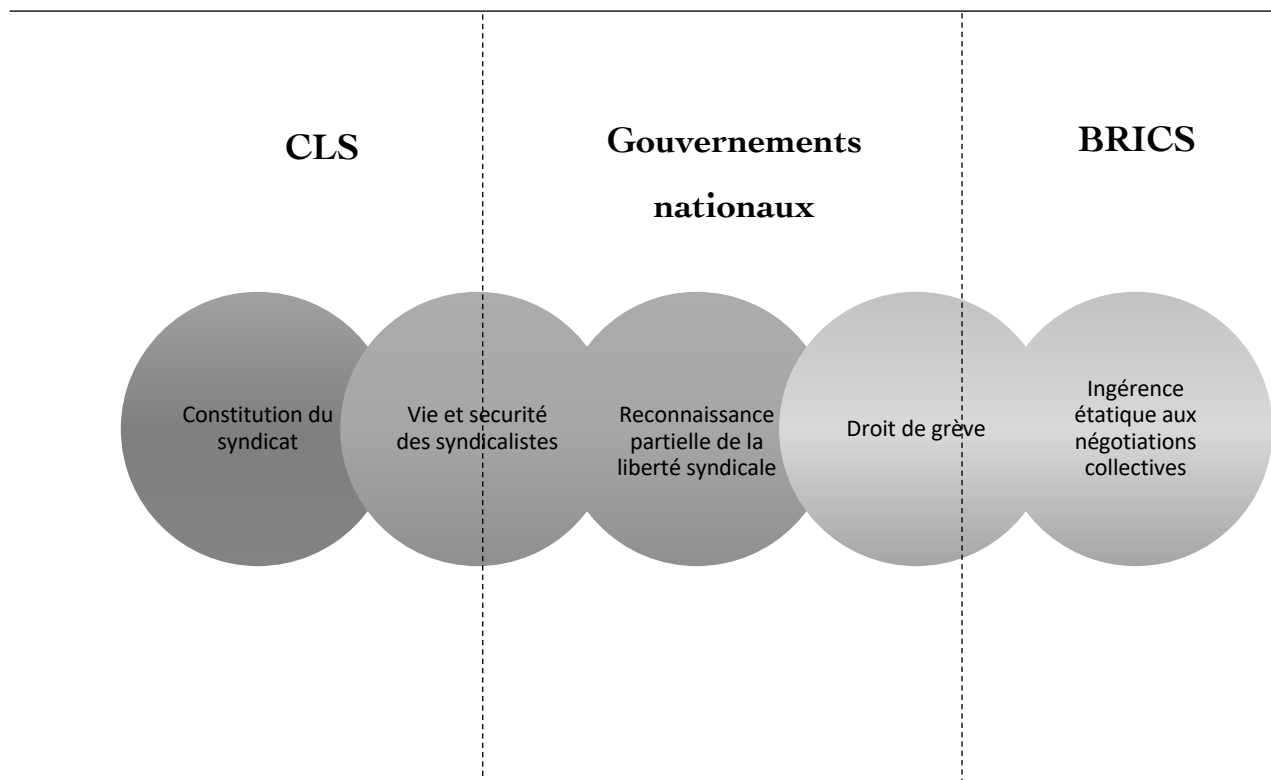 CLS
Gouvernements
nationaux
BRICS
Constitution du
syndicat
Vie et sécurité
des syndicalistes
Reconnaissance
partielle de la
liberté syndicale
Droit de grève
Ingérence
étatique aux
négotiations
collectives